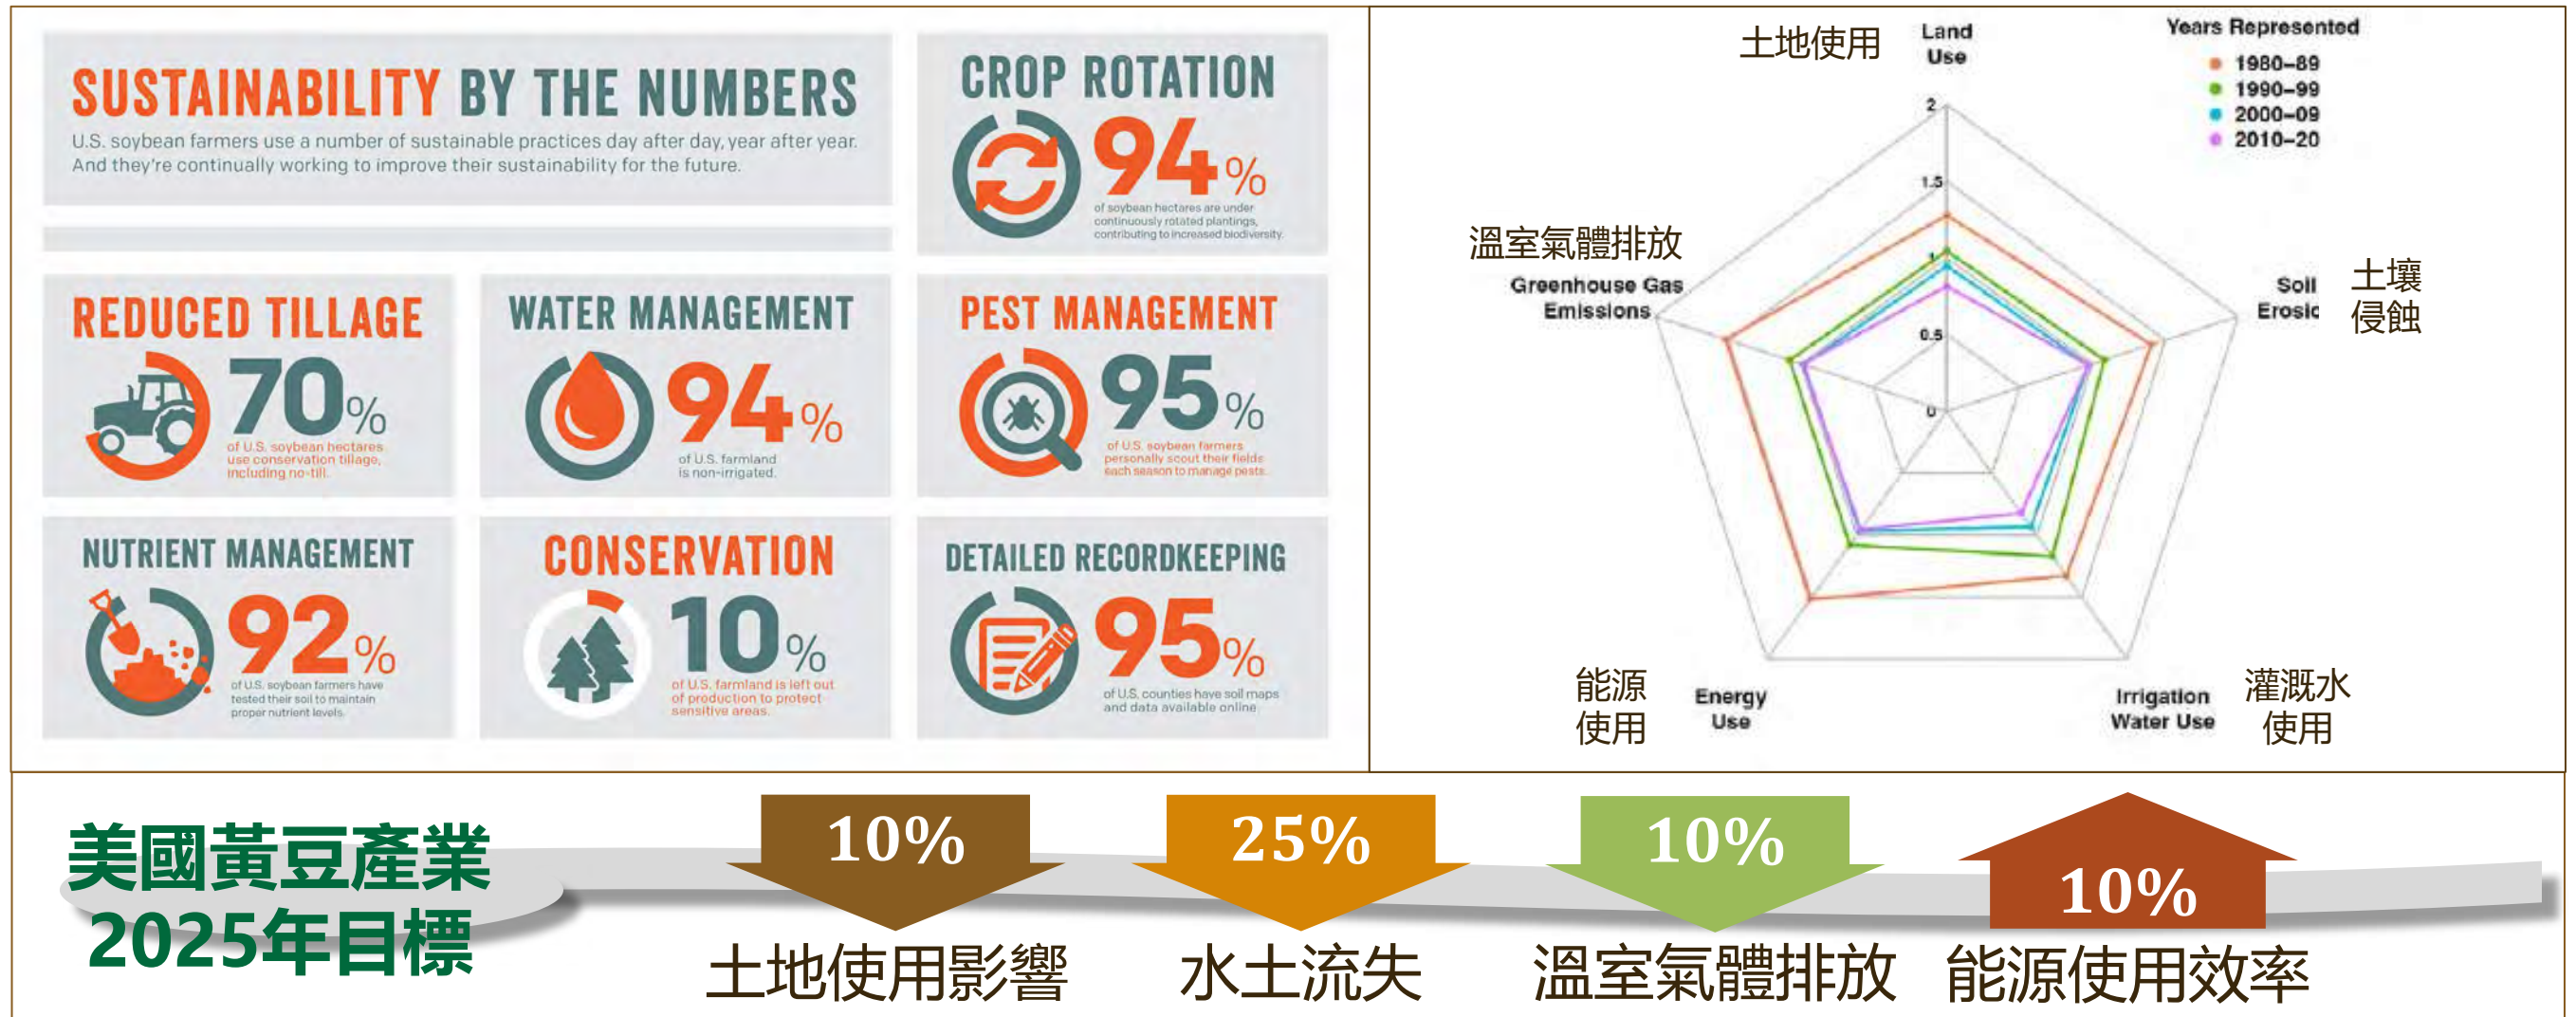 SUSTAINABILITY BY THE NUMBERS
U.S. soybean farmers use a number of sustainable practices day after day, year after year.
And they're continually working to improve their sustainability for the future.
CROP ROTATION
94%
of soybean hectares are under
continuously rotated plantings,
contributing to increased biodiversity.
REDUCED TILLAGE
70%
of U.S. soybean hectares
use conservation tillage,
including no-till.
WATER MANAGEMENT
94%
of U.S. farmland
is non-irrigated.
PEST MANAGEMENT
95%
of U.S. soybean farmers
personally scout their fields
each season to manage pests.
NUTRIENT MANAGEMENT
92%
of U.S. soybean farmers have
tested their soil to maintain
proper nutrient levels.
CONSERVATION
10%
of U.S. farmland is left out
of production to protect
sensitive areas.
DETAILED RECORDKEEPING
95%
of U.S. counties have soil maps
and data available online.
土地使用
Land
Use
Years Represented
1980–89
1990–99
2000–09
2010–20
2
1.5
1
0.5
0
溫室氣體排放
Greenhouse Gas
Emissions
Soil
Erosic
土壤
侵蝕
能源
使用
Energy
Use
Irrigation
Water Use
灌溉水
使用
美國黃豆產業
2025年目標
10%
土地使用影響
25%
水土流失
10%
溫室氣體排放
10%
能源使用效率